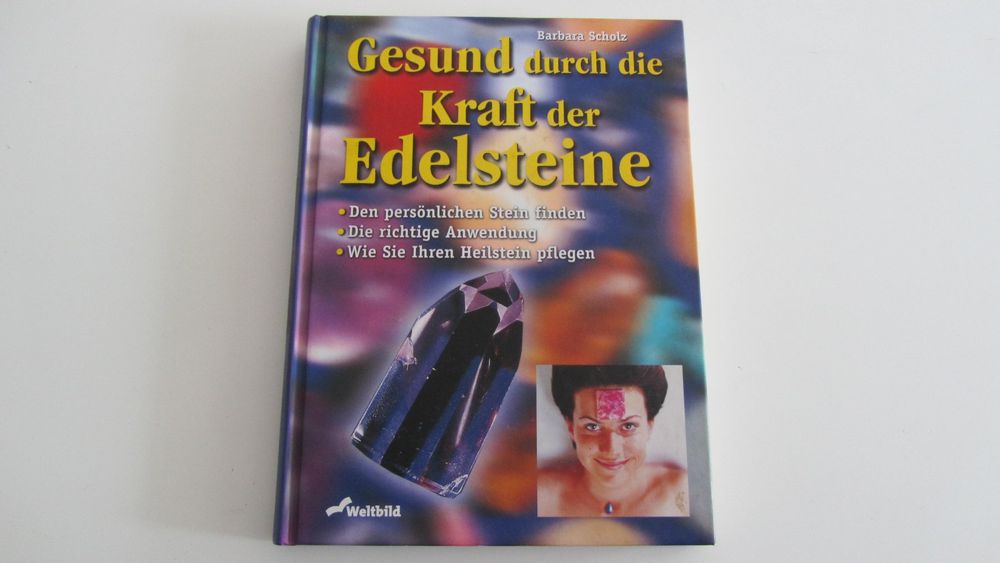 Barbara Scholz
Gesund durch die
Kraft der
Edelsteine
• Den persönlichen Stein finden
• Die richtige Anwendung
• Wie Sie Ihren Heilstein pflegen
Weltbild